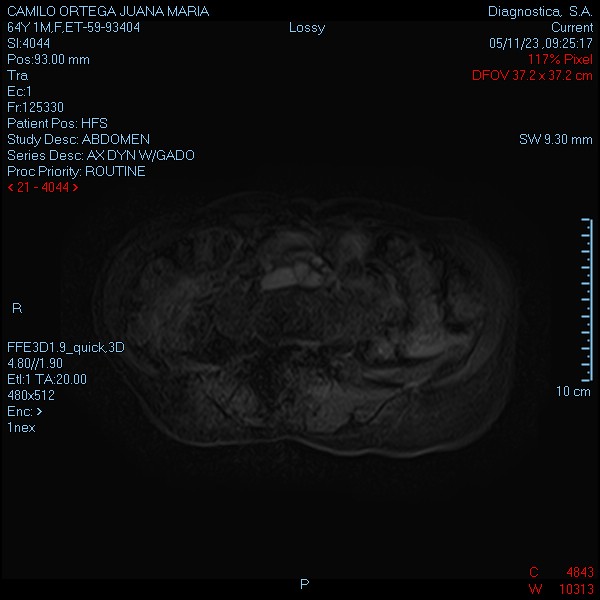 CAMILO ORTEGA JUANA MARIA
64Y 1M,F,ET-59-93404
SI:4044
Pos:93.00 mm
Tra
Ec:1
Fr:125330
Patient Pos: HFS
Study Desc: ABDOMEN
Series Desc: AX DYN W/GADO
Proc Priority: ROUTINE
< 21 - 4044 >
Lossy
Diagnostica, S.A.
Current
05/11/23 ,09:25:17
117% Pixel
DFOV 37.2 x 37.2 cm
SW 9.30 mm
R
FFE3D1.9_quick,3D
4.80//1.90
Etl:1 TA:20.00
480x512
Enc: >
1nex
10 cm
P
C 4843
W 10313